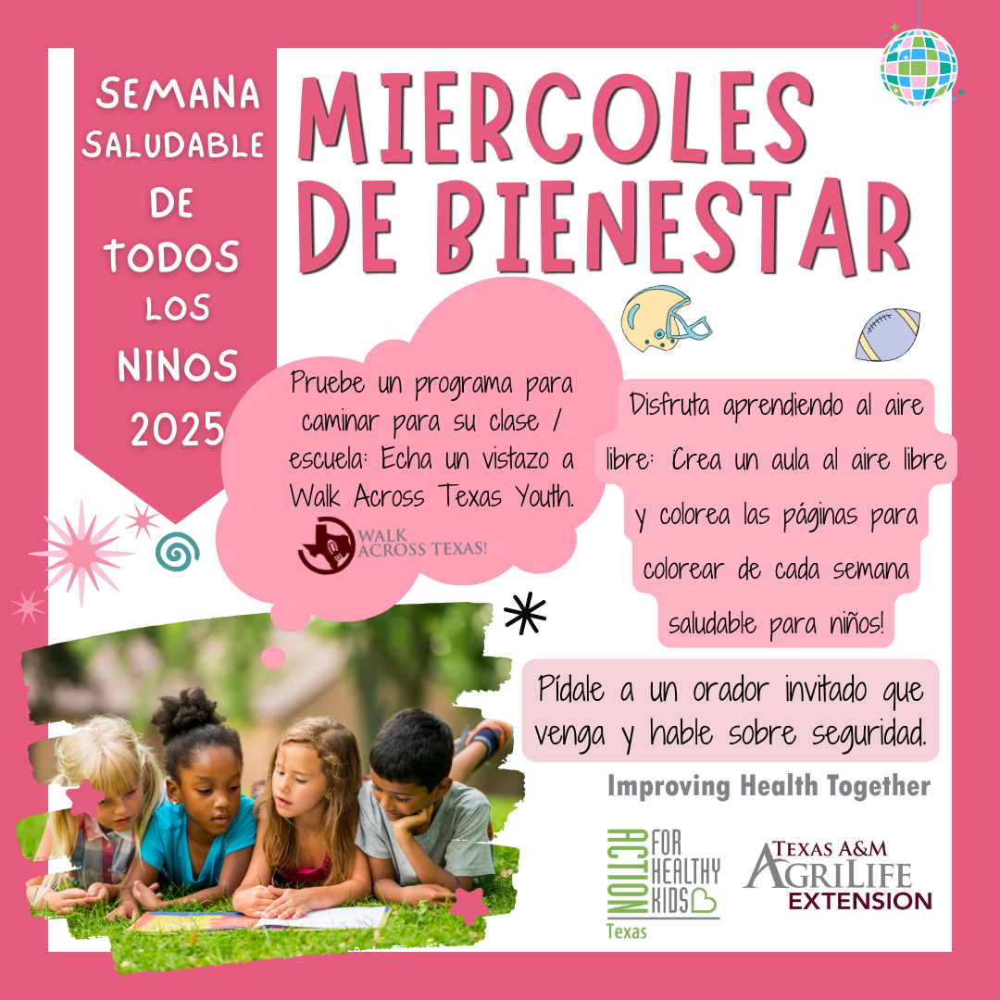 SEMANA
SALUDABLE
DE
TODOS
LOS
NINOS
2025
MIERCOLES
DE BIENESTAR
Pruebe un programa para
caminar para su clase /
escuela: Echa un vistazo a
Walk Across Texas Youth.
WALK
ACROSS TEXAS!
Disfruta aprendiendo al aire
libre: Crea un aula al aire libre
y colorea las páginas para
colorear de cada semana
saludable para niños!
Pídale a un orador invitado que
venga y hable sobre seguridad.
Improving Health Together
ACTION
FOR
HEALTHY
KIDS
Texas
TEXAS A&M
AGRILIFE
EXTENSION